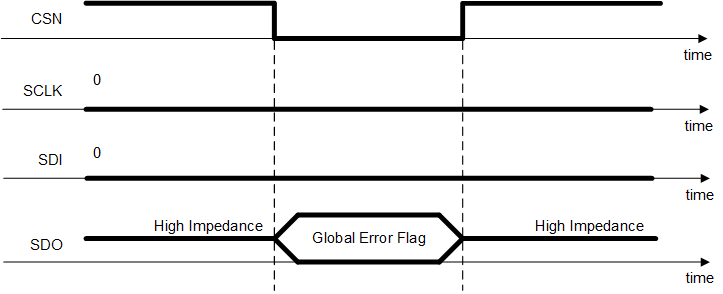 CSN
time
0
SCLK
time
0
SDI
time
High Impedance
Global Error Flag
High Impedance
SDO
time